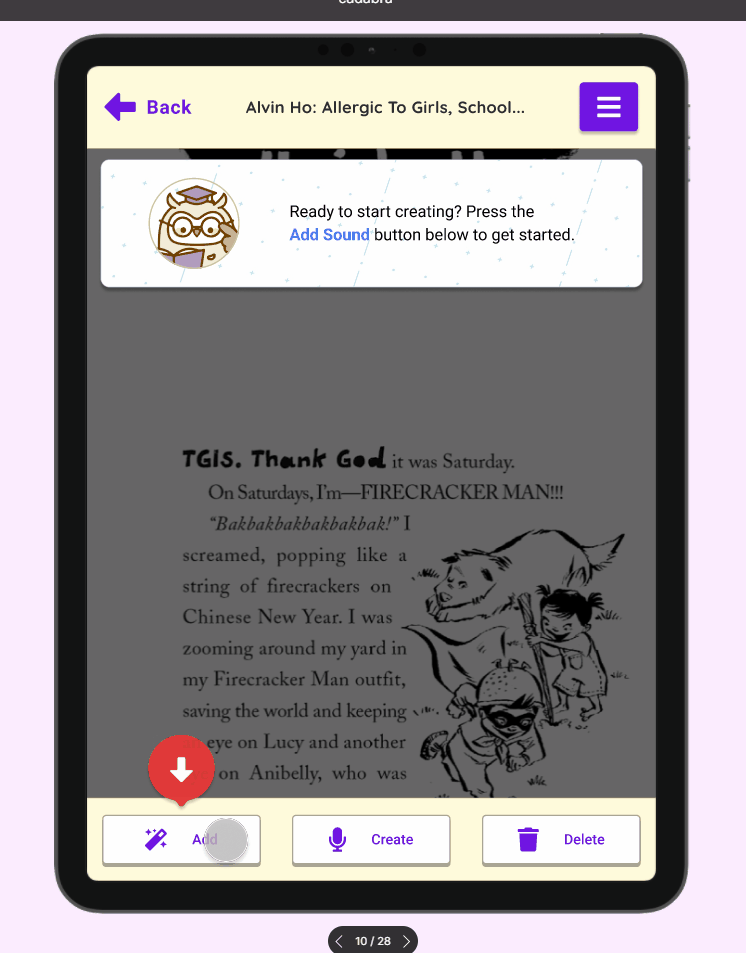 cadabra
Back
Alvin Ho: Allergic To Girls, School...
Ready to start creating? Press the
Add Sound button below to get started.
TGIS. Thank God it was Saturday.
On Saturdays, I'm—FIRECRACKER MAN!!!
"Bakbakbakbakbakbak!" I
screamed, popping like a
string of firecrackers on
Chinese New Year. I was
zooming around my yard in
my Firecracker Man outfit,
saving the world and keeping
eye on Lucy and another
on Anibelly, who was
Add
Create
Delete
10 / 28